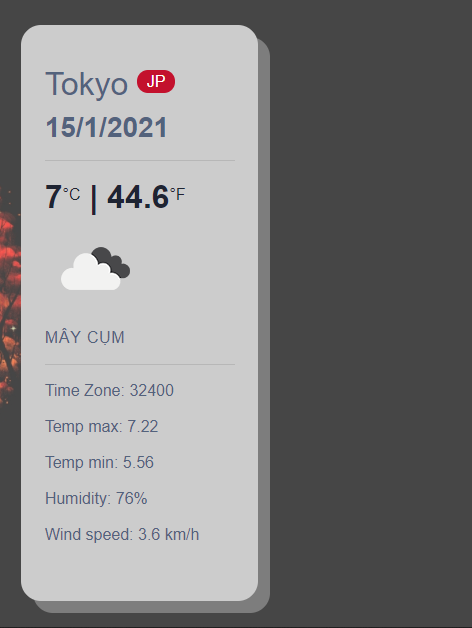 Tokyo JP
15/1/2021
7°C | 44.6°F
MÂY CỤM
Time Zone: 32400
Temp max: 7.22
Temp min: 5.56
Humidity: 76%
Wind speed: 3.6 km/h